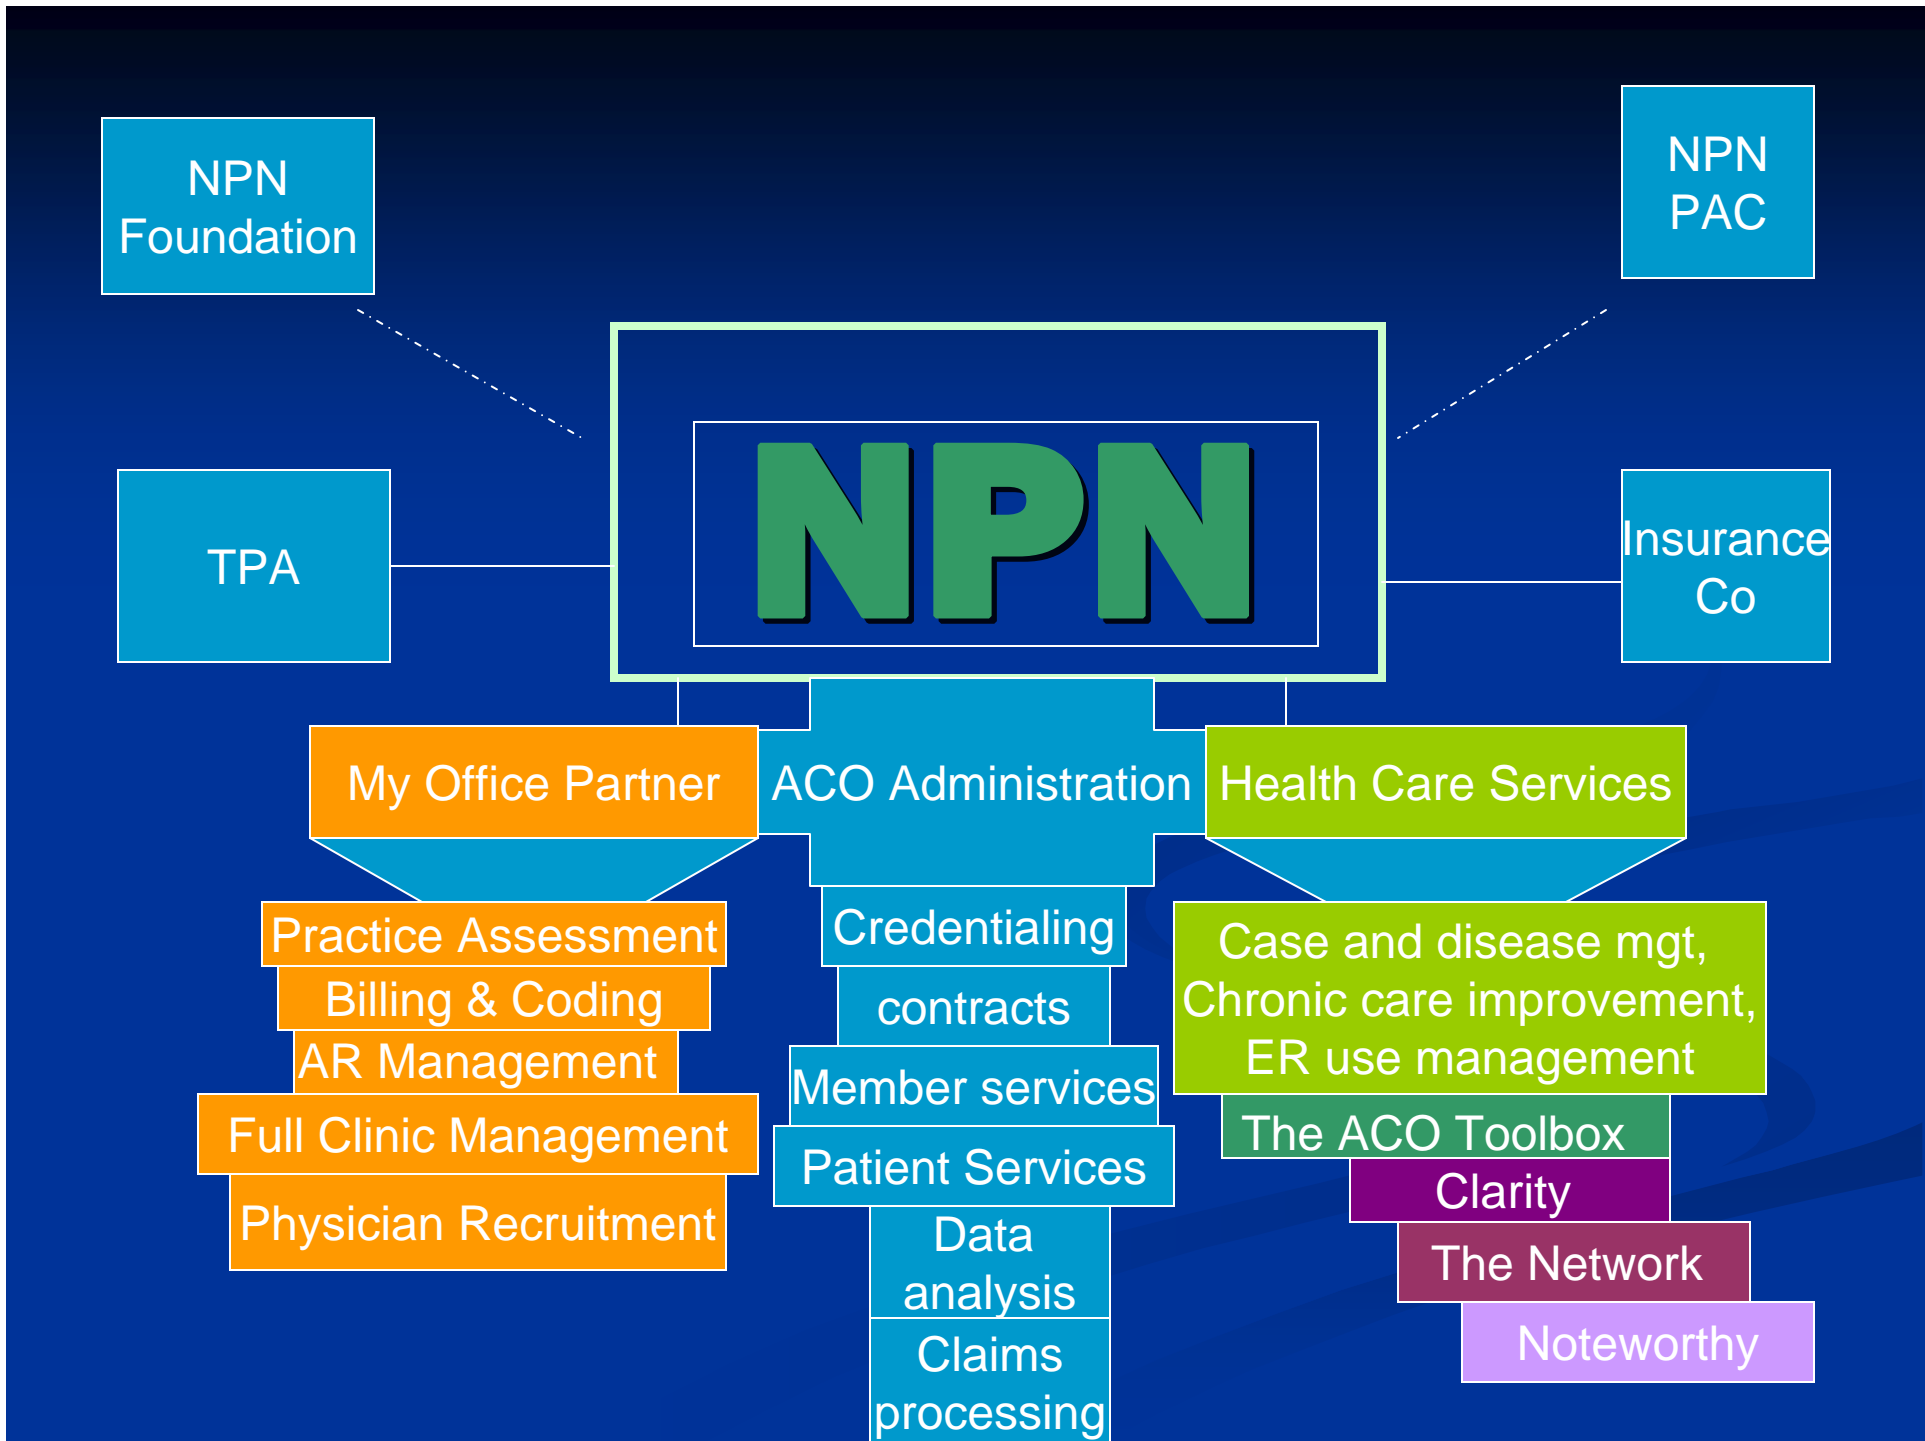 NPN
Foundation
NPN
PAC
NPN
TPA
Insurance
Co
My Office Partner
ACO Administration
Health Care Services
Practice Assessment
Billing & Coding
AR Management
Full Clinic Management
Physician Recruitment
Credentialing
contracts
Member services
Patient Services
Data
analysis
Claims
processing
Case and disease mgt,
Chronic care improvement,
ER use management
The ACO Toolbox
Clarity
The Network
Noteworthy